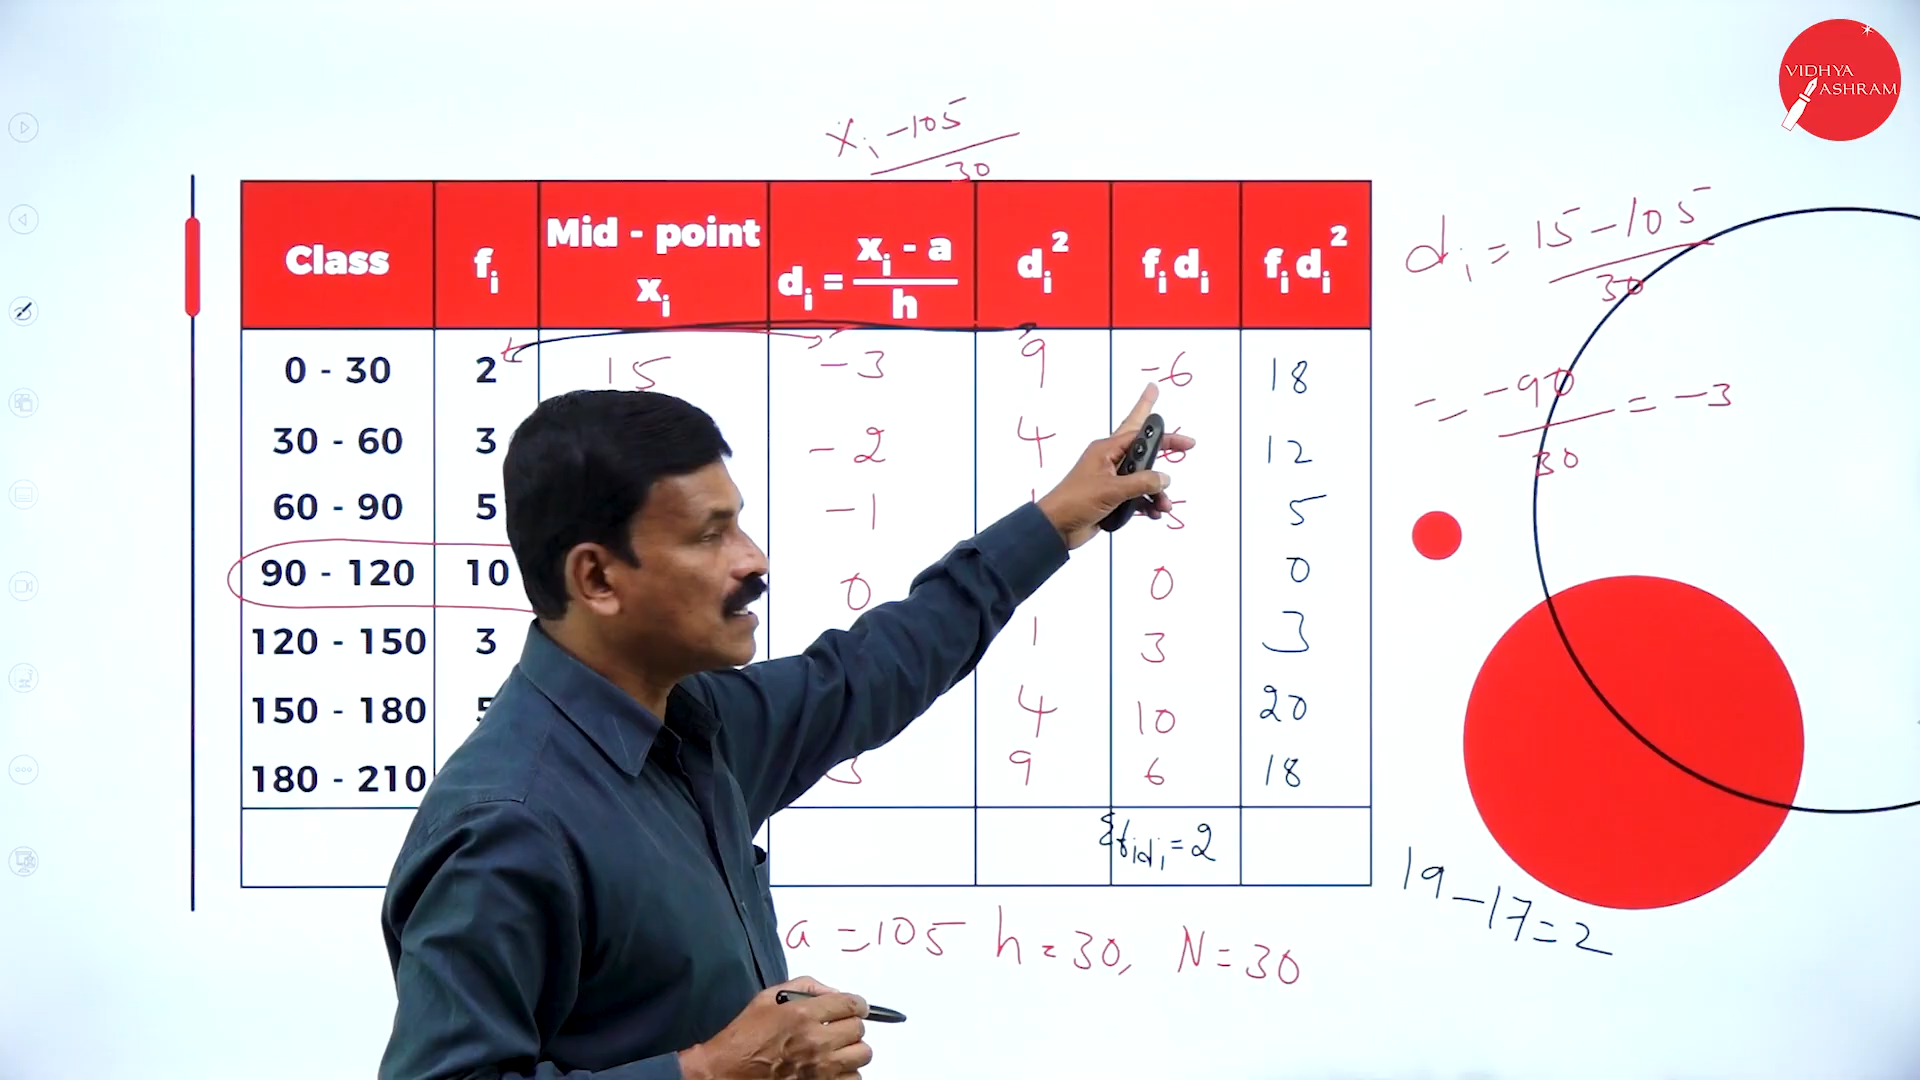 VIDHYA
ASHRAM
xi - 105
30
Class
fi
Mid - point
xi
di = xi - a
h
di²
fidi
fidi²
di = 15 - 105
30
= -90 = -3
30
0 - 30 2 15 -3 9 -6 18
30 - 60 3 -2 4 12
60 - 90 5 -1 5
90 - 120 10 0 0 0
120 - 150 3 1 3 3
150 - 180 4 10 20
180 - 210 3 9 6 18
Σfidi = 2
19 - 17 = 2
a = 105 h = 30, N = 30